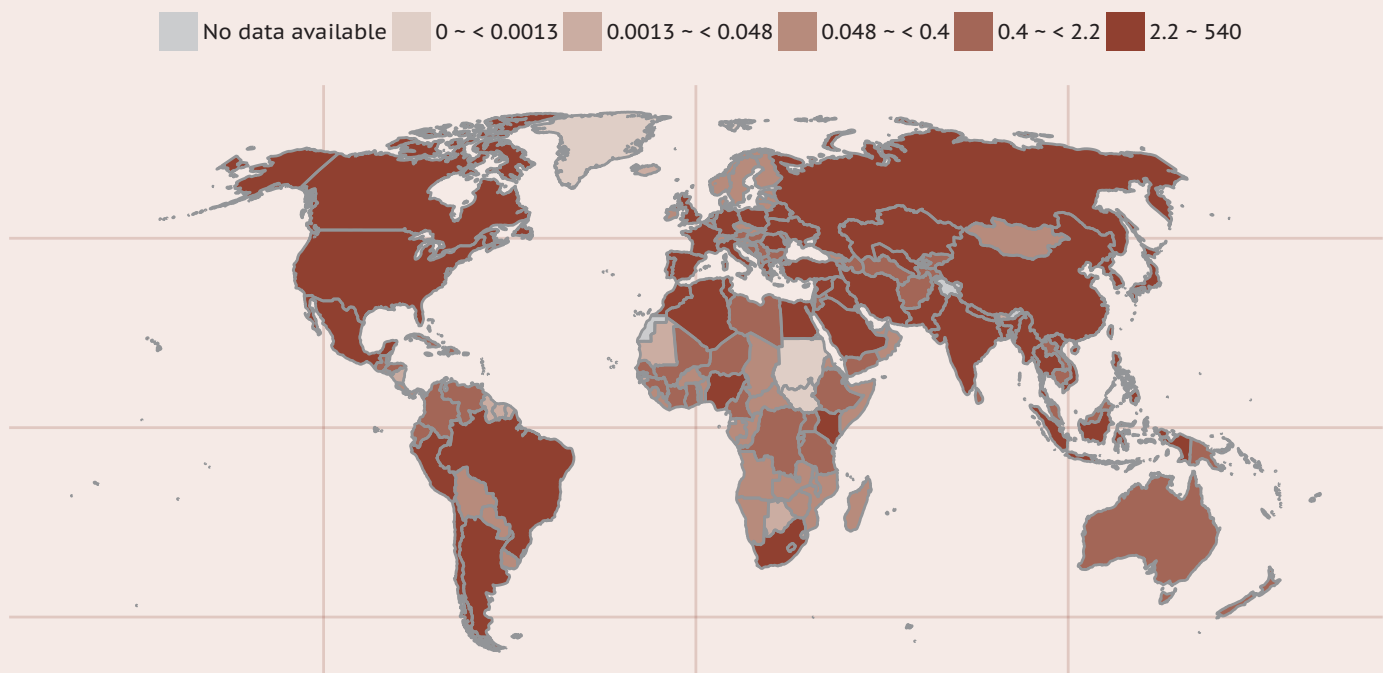 No data available 0 ~ < 0.0013 0.0013 ~ < 0.048 0.048 ~ < 0.4 0.4 ~ < 2.2 2.2 ~ 540